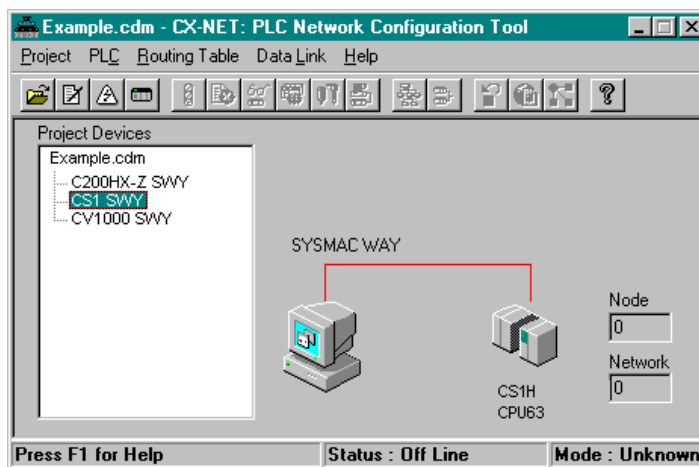 Example.cdm - CX-NET: PLC Network Configuration Tool
Project PLC Routing Table Data Link Help
Project Devices
Example.cdm
C200HX-Z SWY
CS1 SWY
CV1000 SWY
SYSMAC WAY
Node
0
Network
0
CS1H
CPU63
Press F1 for Help Status : Off Line Mode : Unknown